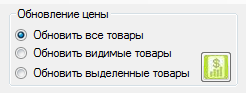 Обновление цены
Обновить все товары
Обновить видимые товары
Обновить выделенные товары